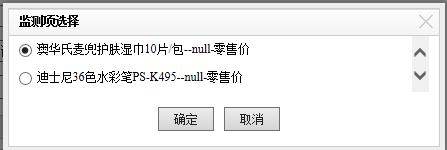 监测项选择
澳华氏麦兜护肤湿巾10片/包--null-零售价
迪士尼36色水彩笔PS-K495--null-零售价
确定 取消